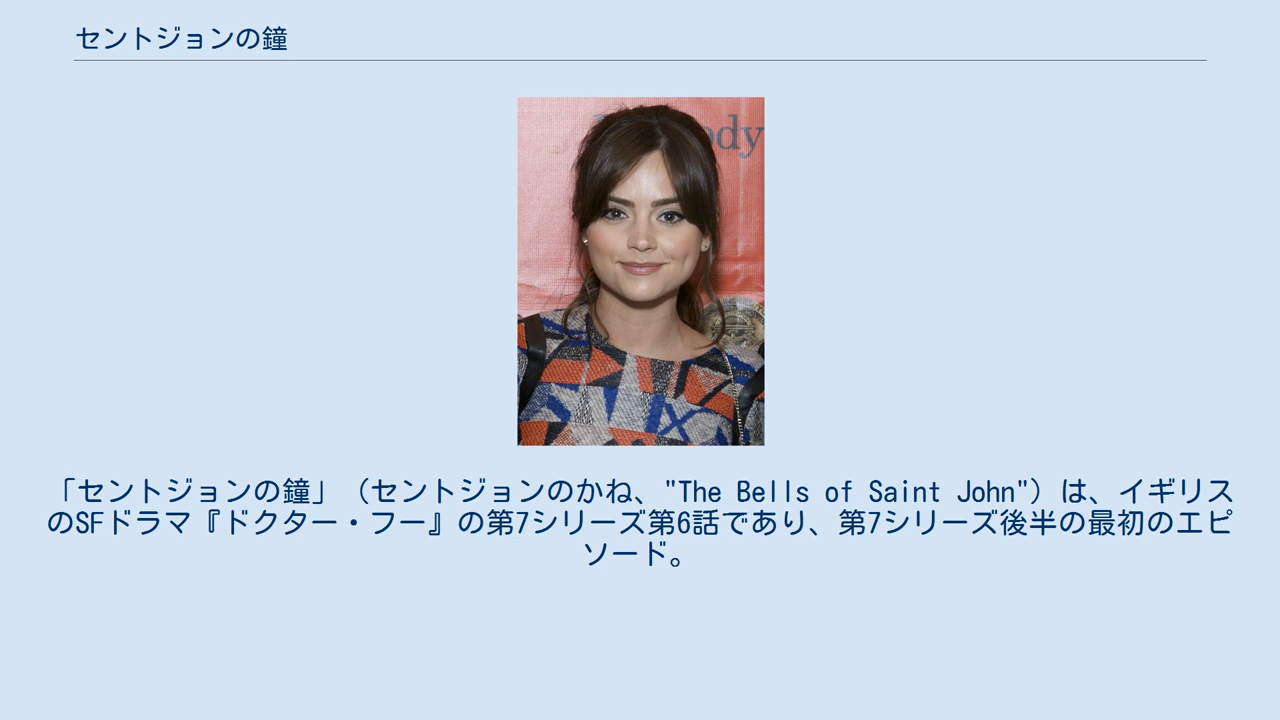 セントジョンの鐘
ody
「セントジョンの鐘」（セントジョンのかね、"The Bells of Saint John"）は、イギリス
のSFドラマ『ドクター・フー』の第7シリーズ第6話であり、第7シリーズ後半の最初のエピ
ソード。